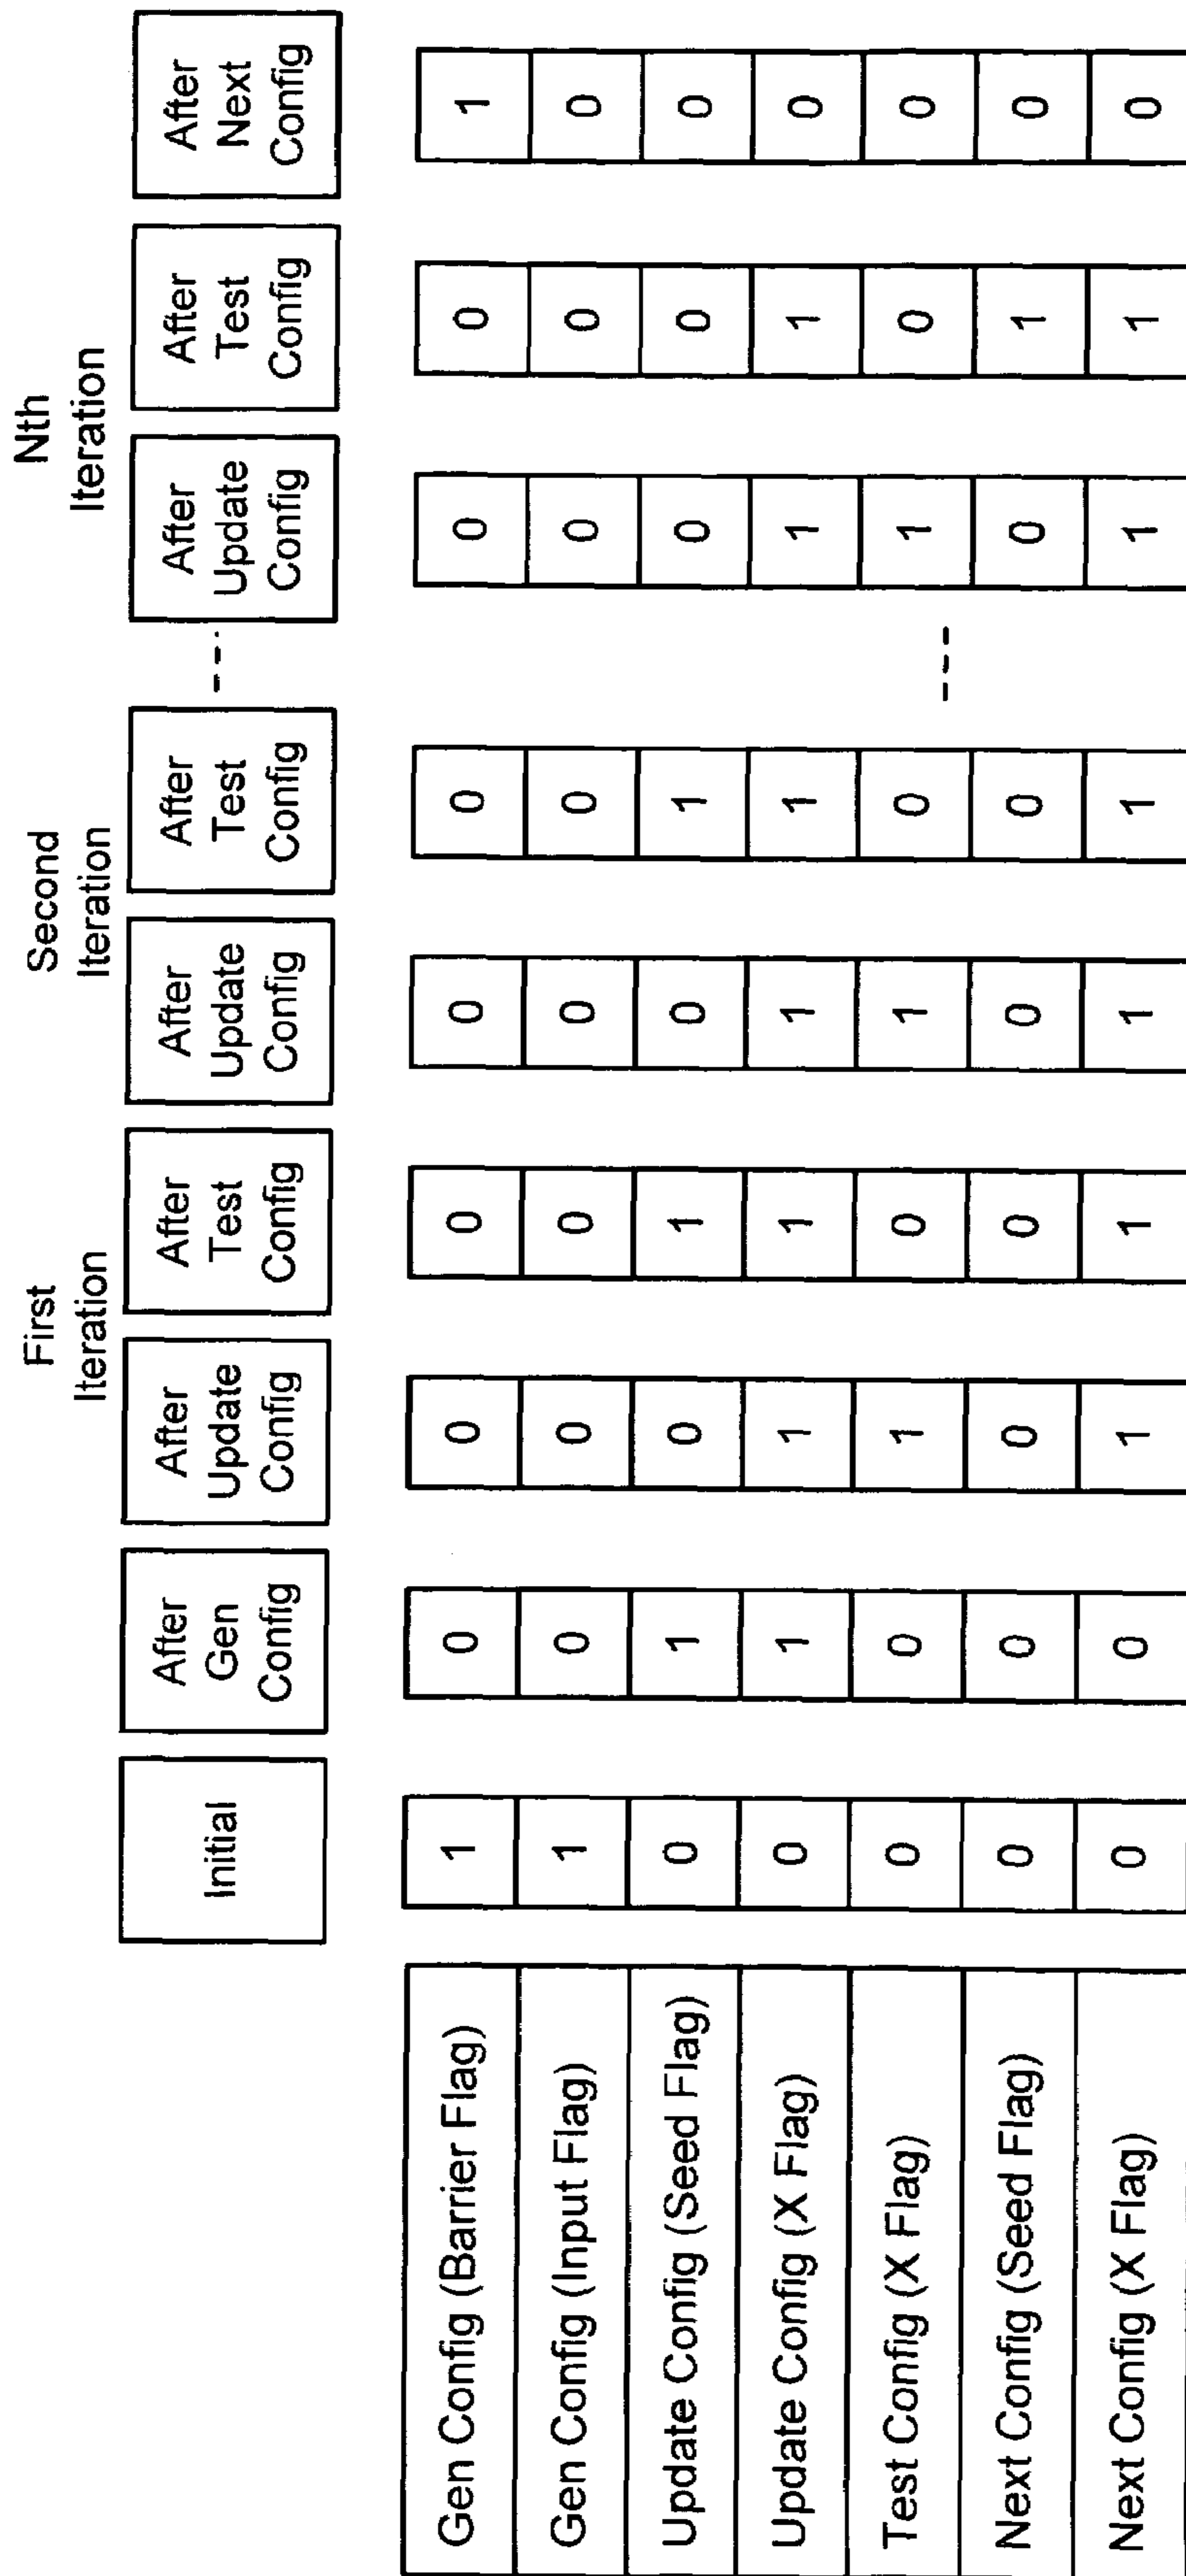 First
Iteration
Second
Iteration
Nth
Iteration
Initial
After
Gen
Config
After
Update
Config
After
Test
Config
After
Update
Config
After
Test
Config
---
After
Update
Config
After
Test
Config
After
Next
Config
Gen Config (Barrier Flag) 1 0 0 0 0 0 0 0 1
Gen Config (Input Flag) 1 0 0 0 0 0 0 0 0
Update Config (Seed Flag) 0 1 0 1 0 1 0 0 0
Update Config (X Flag) 0 1 1 1 1 1 1 1 0
Test Config (X Flag) 0 0 1 0 1 0 --- 1 0 0
Next Config (Seed Flag) 0 0 0 0 0 0 0 1 0
Next Config (X Flag) 0 0 1 1 1 1 1 1 0